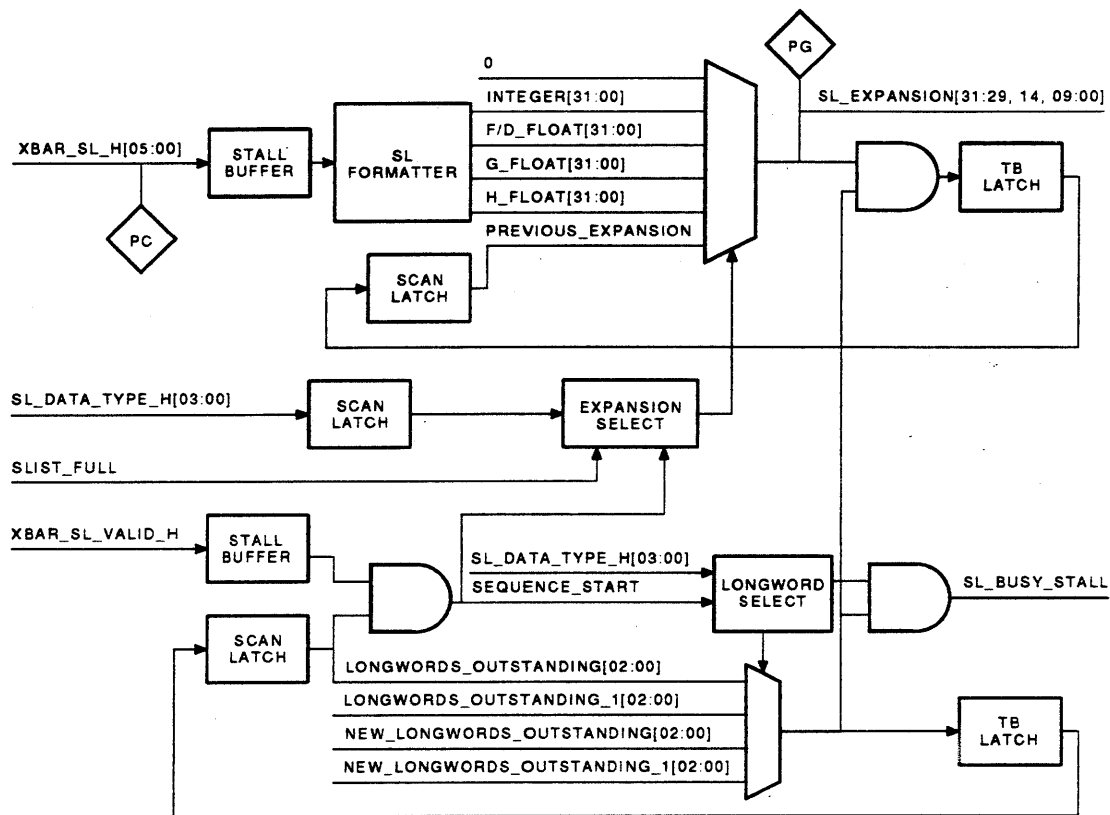 PG
0
INTEGER[31:00]
SL_EXPANSION[31:29, 14, 09:00]
F/D_FLOAT[31:00]
XBAR_SL_H[05:00]
STALL
BUFFER
SL
FORMATTER
G_FLOAT[31:00]
TB
LATCH
H_FLOAT[31:00]
PREVIOUS_EXPANSION
PC
SCAN
LATCH
SL_DATA_TYPE_H[03:00]
SCAN
LATCH
EXPANSION
SELECT
SLIST_FULL
XBAR_SL_VALID_H
STALL
BUFFER
SL_DATA_TYPE_H[03:00]
SEQUENCE_START
LONGWORD
SELECT
SL_BUSY_STALL
SCAN
LATCH
LONGWORDS_OUTSTANDING[02:00]
LONGWORDS_OUTSTANDING_1[02:00]
NEW_LONGWORDS_OUTSTANDING[02:00]
NEW_LONGWORDS_OUTSTANDING_1[02:00]
TB
LATCH